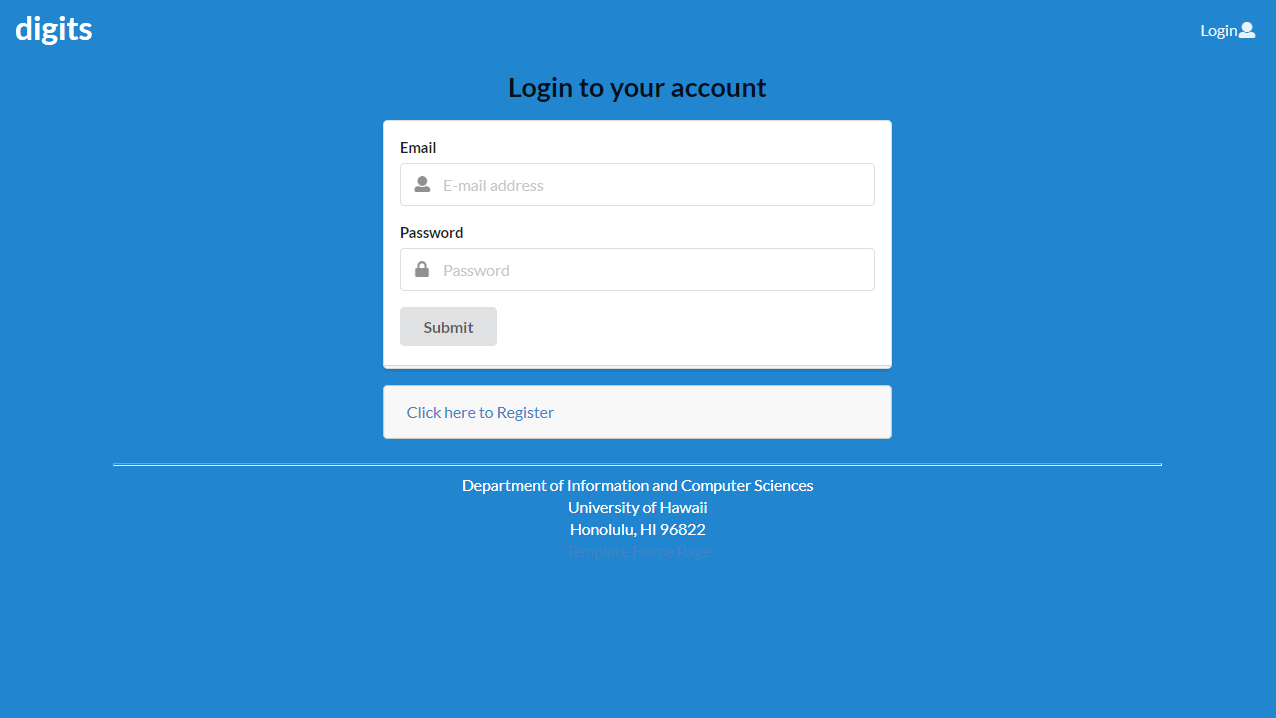 digits
Login
Login to your account
Email
E-mail address
Password
Password
Submit
Click here to Register
Department of Information and Computer Sciences
University of Hawaii
Honolulu, HI 96822
Template Home Page